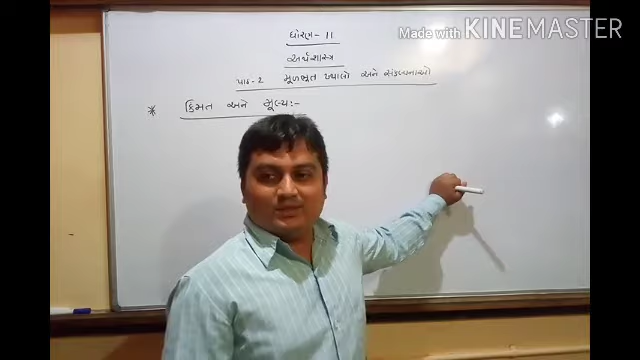 Made with KINEMASTER
ધોરણ - 11
અર્થશાસ્ત્ર
પાઠ - 2 મૂળભૂત ખ્યાલો અને સંકલ્પનાઓ
* કિંમત અને મૂલ્ય :-